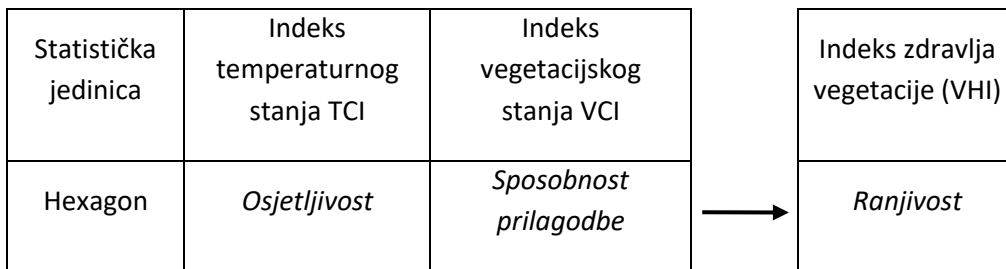 Statistička
jedinica
Indeks
temperaturnog
stanja TCI
Indeks
vegetacijskog
stanja VCI
Indeks zdravlja
vegetacije (VHI)
Hexagon
Osjetljivost
Sposobnost
prilagodbe
Ranjivost